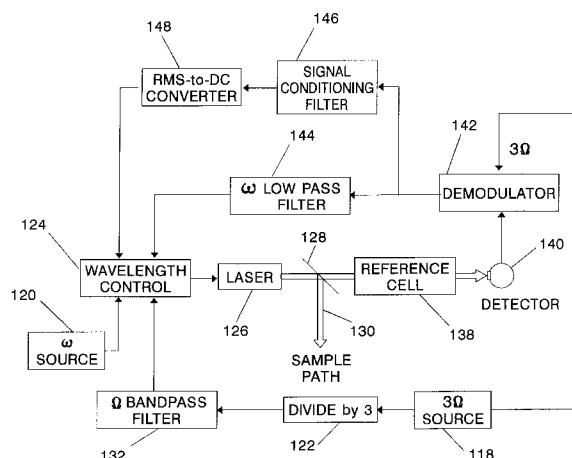 148
146
RMS-to-DC
CONVERTER
SIGNAL
CONDITIONING
FILTER
144
142
3Ω
ω LOW PASS
FILTER
DEMODULATOR
124
128
140
WAVELENGTH
CONTROL
LASER
REFERENCE
CELL
120
126
130
138
DETECTOR
ω
SOURCE
SAMPLE
PATH
Ω BANDPASS
FILTER
DIVIDE by 3
3Ω
SOURCE
132
122
118